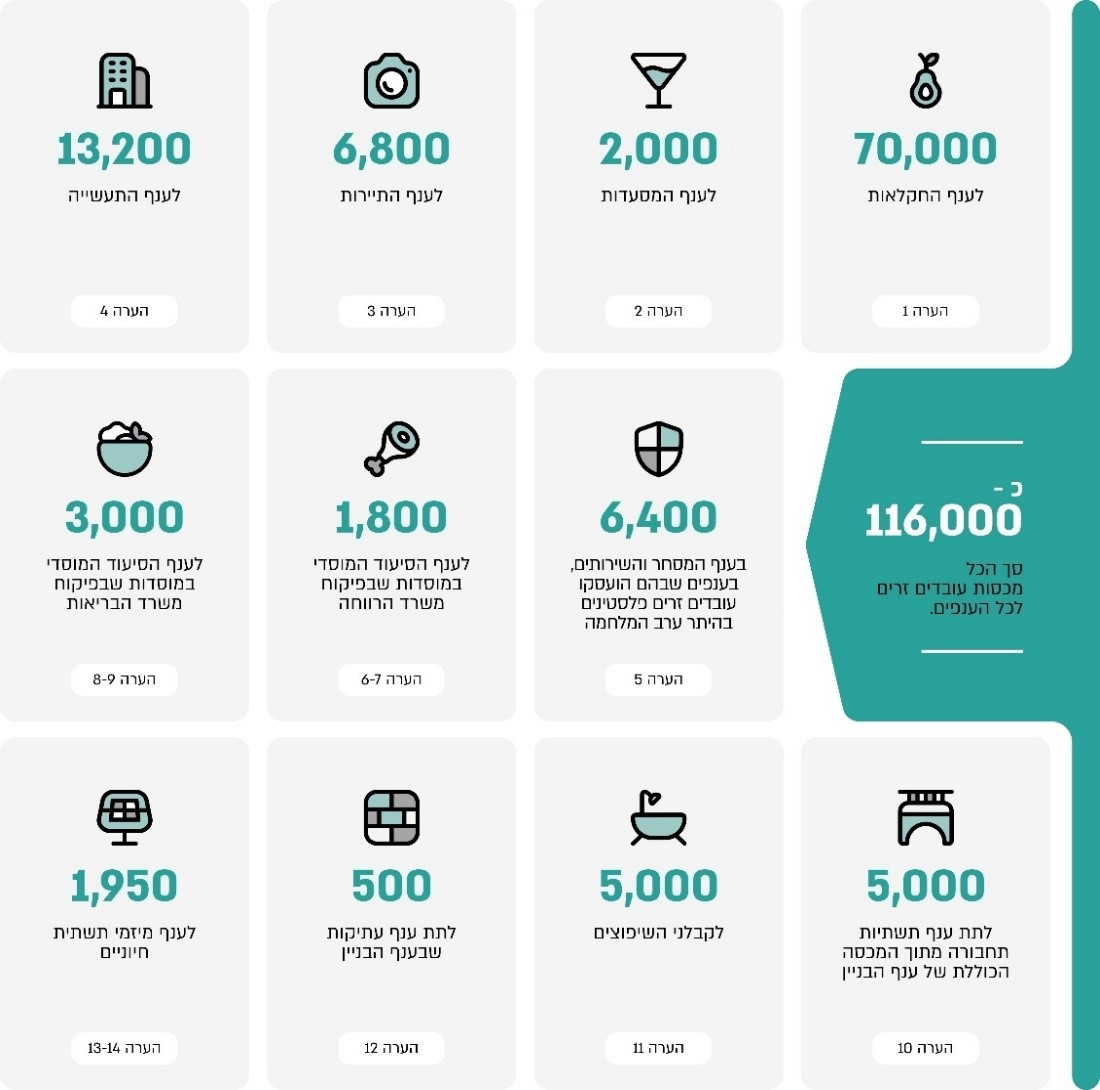 70,000
לענף החקלאות
הערה 1
2,000
לענף המסעדות
הערה 2
6,800
לענף התיירות
הערה 3
13,200
לענף התעשייה
הערה 4
כ -
116,000
סך הכל
מכסות עובדים זרים
לכל הענפים.
6,400
בענף המסחר והשירותים,
בענפים שבהם הועסקו
עובדים זרים פלסטינים
בהיתר ערב המלחמה
הערה 5
1,800
לענף הסיעוד המוסדי
במוסדות שבפיקוח
משרד הרווחה
הערה 6-7
3,000
לענף הסיעוד המוסדי
במוסדות שבפיקוח
משרד הבריאות
הערה 8-9
5,000
לתת ענף תשתיות
תחבורה מתוך המכסה
הכוללת של ענף הבניין
הערה 10
5,000
לקבלני השיפוצים
הערה 11
500
לתת ענף עתיקות
שבענף הבניין
הערה 12
1,950
לענף מיזמי תשתית
חיוניים
הערה 13-14